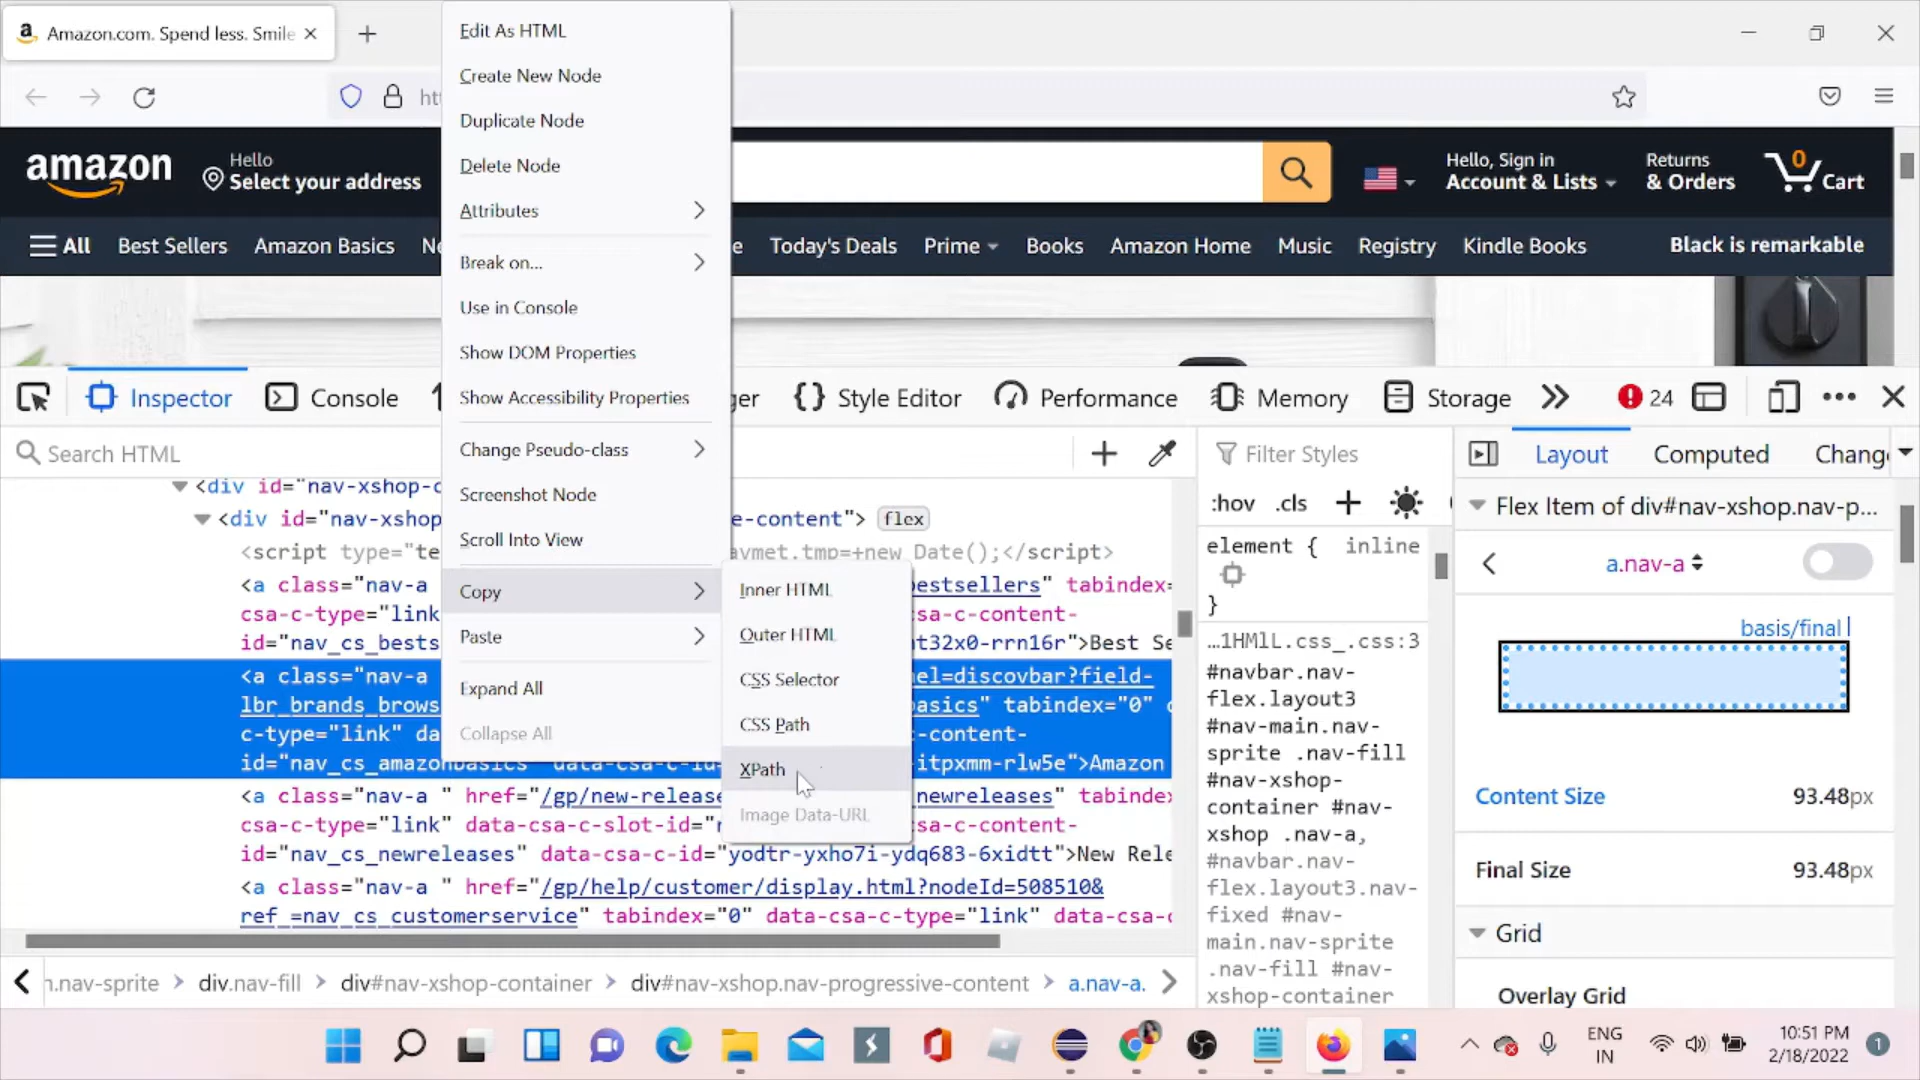 Amazon.com. Spend less. Smile
Edit As HTML
Create New Node
Duplicate Node
Delete Node
Attributes
Break on...
Use in Console
Show DOM Properties
Show Accessibility Properties
Change Pseudo-class
Screenshot Node
Scroll Into View
Copy
Paste
Expand All
Collapse All
Inner HTML
Outer HTML
CSS Selector
CSS Path
XPath
Image Data-URL
amazon
Hello
Select your address
Hello, Sign in
Account & Lists
Returns
& Orders
0
Cart
All Best Sellers Amazon Basics Today's Deals Prime Books Amazon Home Music Registry Kindle Books Black is remarkable
Inspector Console Style Editor Performance Memory Storage 24
Search HTML
<div id="nav-xshop-c
<div id="nav-xshop e-content"> flex
<script type="te avmet.tmp=+new Date();</script>
<a class="nav-a bestsellers" tabindex=
csa-c-type="link c-content-
id="nav_cs_bests nt32x0-rrn16r">Best Se
<a class="nav-a nel=discovbar?field-
lbr_brands_brows basics" tabindex="0"
c-type="link" da c-content-
id="nav_cs_amazonbasics" data-csa-c-id= -itpxmm-rlw5e">Amazon
<a class="nav-a " href="/gp/new-release newreleases" tabindex=
csa-c-type="link" data-csa-c-slot-id="n c-content-
id="nav_cs_newreleases" data-csa-c-id="yodtr-yxho7i-ydq683-6xidtt">New Rele
<a class="nav-a " href="/gp/help/customer/display.html?nodeId=508510&
ref_=nav_cs_customerservice" tabindex="0" data-csa-c-type="link" data-csa-c
n.nav-sprite div.nav-fill div#nav-xshop-container div#nav-xshop.nav-progressive-content a.nav-a.
Filter Styles
:hov .cls
element { inline
}
…1HMlL.css_.css:3
#navbar.nav-
flex.layout3
#nav-main.nav-
sprite .nav-fill
#nav-xshop-
container #nav-
xshop .nav-a,
#navbar.nav-
flex.layout3.nav-
fixed #nav-
main.nav-sprite
.nav-fill #nav-
xshop-container
Layout Computed Chang
Flex Item of div#nav-xshop.nav-p...
a.nav-a
basis/final
Content Size 93.48px
Final Size 93.48px
Grid
Overlay Grid
ENG
IN
10:51 PM
2/18/2022
1